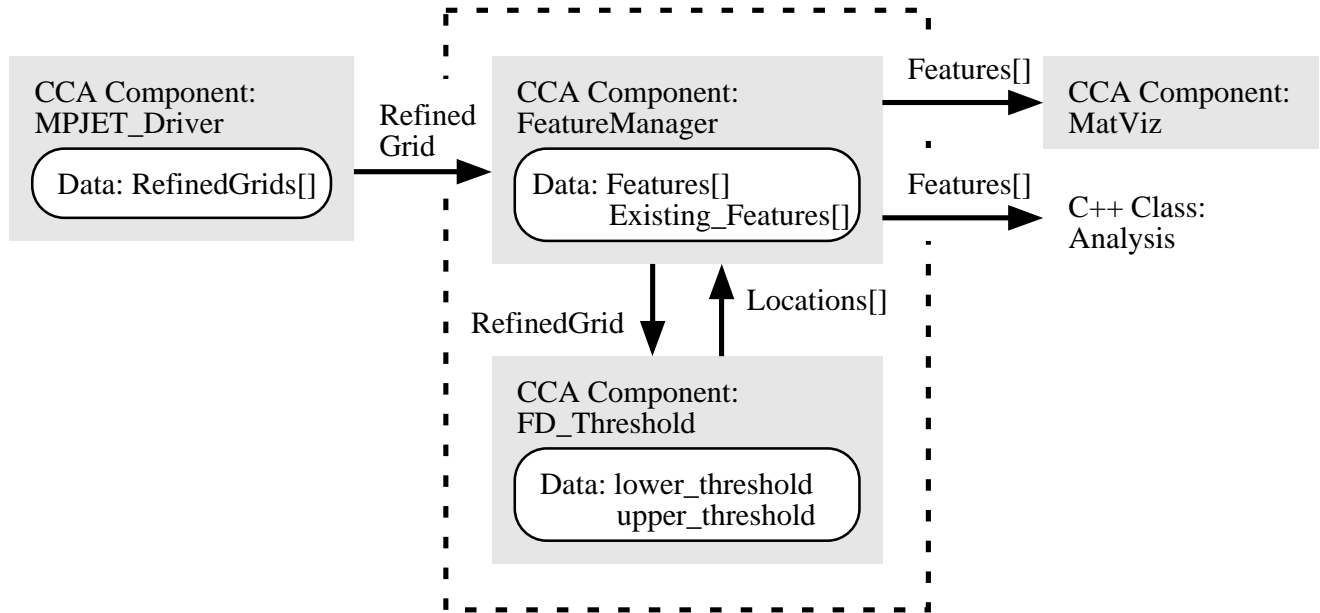 CCA Component:
MPJET_Driver
Data: RefinedGrids[]
Refined
Grid
CCA Component:
FeatureManager
Data: Features[]
Existing_Features[]
Features[]
CCA Component:
MatViz
Features[]
C++ Class:
Analysis
RefinedGrid
Locations[]
CCA Component:
FD_Threshold
Data: lower_threshold
upper_threshold